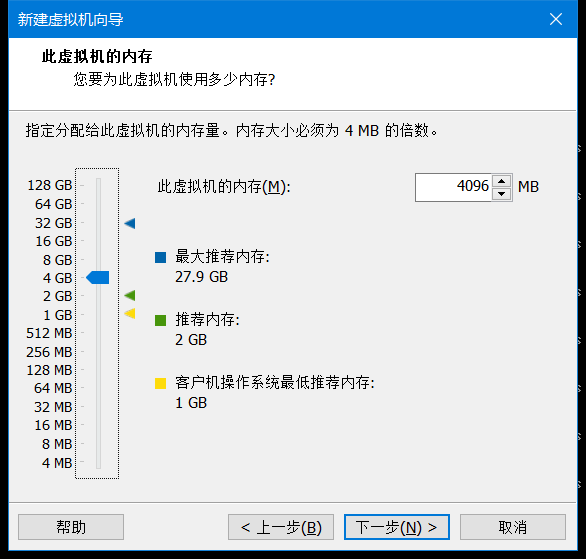 新建虚拟机向导
此虚拟机的内存
您要为此虚拟机使用多少内存?
指定分配给此虚拟机的内存量。内存大小必须为 4 MB 的倍数。
128 GB
64 GB
32 GB
16 GB
8 GB
4 GB
2 GB
1 GB
512 MB
256 MB
128 MB
64 MB
32 MB
16 MB
8 MB
4 MB
此虚拟机的内存(M):
4096 MB
最大推荐内存:
27.9 GB
推荐内存:
2 GB
客户机操作系统最低推荐内存:
1 GB
帮助
< 上一步(B)
下一步(N) >
取消